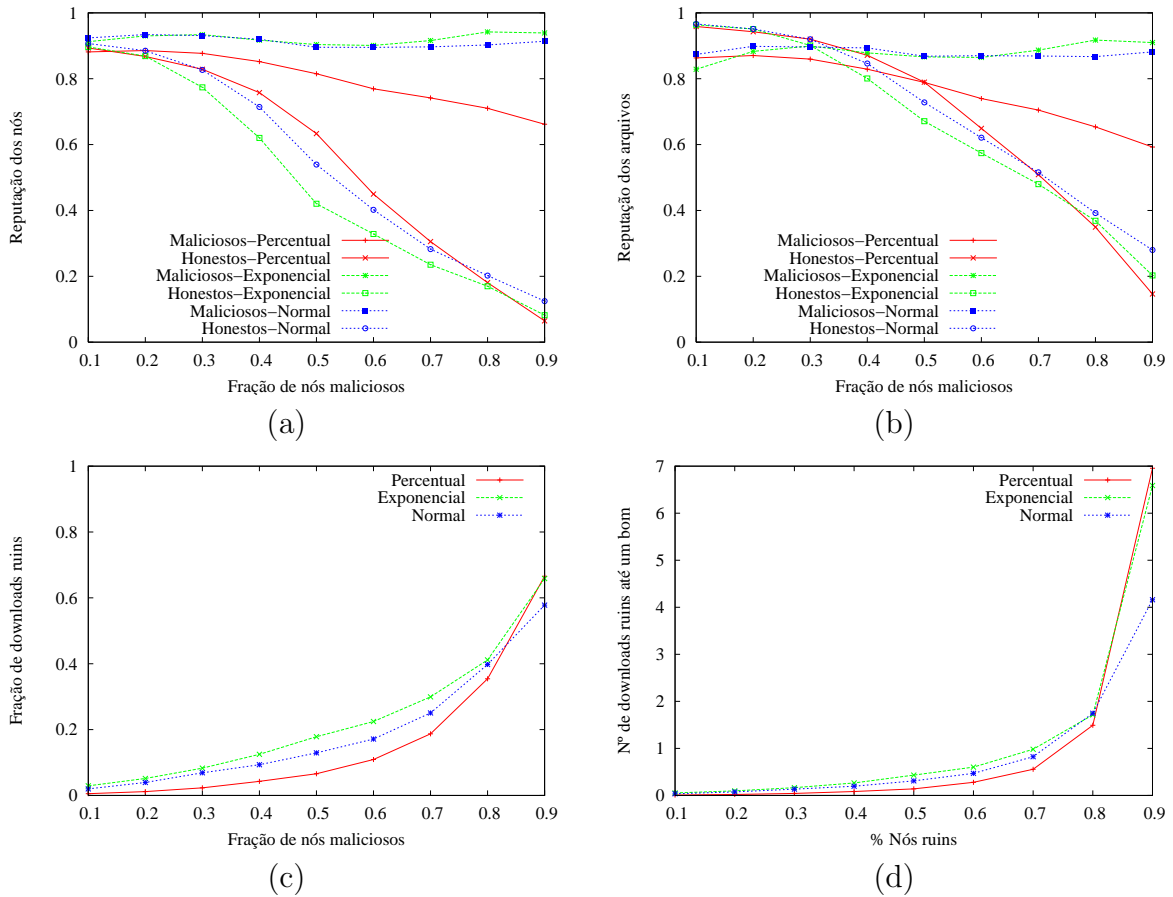 Reputação dos nós
1
0.8
0.6
0.4
0.2
0
Maliciosos−Percentual
Honestos−Percentual
Maliciosos−Exponencial
Honestos−Exponencial
Maliciosos−Normal
Honestos−Normal
0.1 0.2 0.3 0.4 0.5 0.6 0.7 0.8 0.9
Fração de nós maliciosos
(a)
Reputação dos arquivos
1
0.8
0.6
0.4
0.2
0
Maliciosos−Percentual
Honestos−Percentual
Maliciosos−Exponencial
Honestos−Exponencial
Maliciosos−Normal
Honestos−Normal
0.1 0.2 0.3 0.4 0.5 0.6 0.7 0.8 0.9
Fração de nós maliciosos
(b)
Fração de downloads ruins
1
0.8
0.6
0.4
0.2
0
Percentual
Exponencial
Normal
0.1 0.2 0.3 0.4 0.5 0.6 0.7 0.8 0.9
Fração de nós maliciosos
(c)
Nº de downloads ruins até um bom
7
6
5
4
3
2
1
0
Percentual
Exponencial
Normal
0.1 0.2 0.3 0.4 0.5 0.6 0.7 0.8 0.9
% Nós ruins
(d)